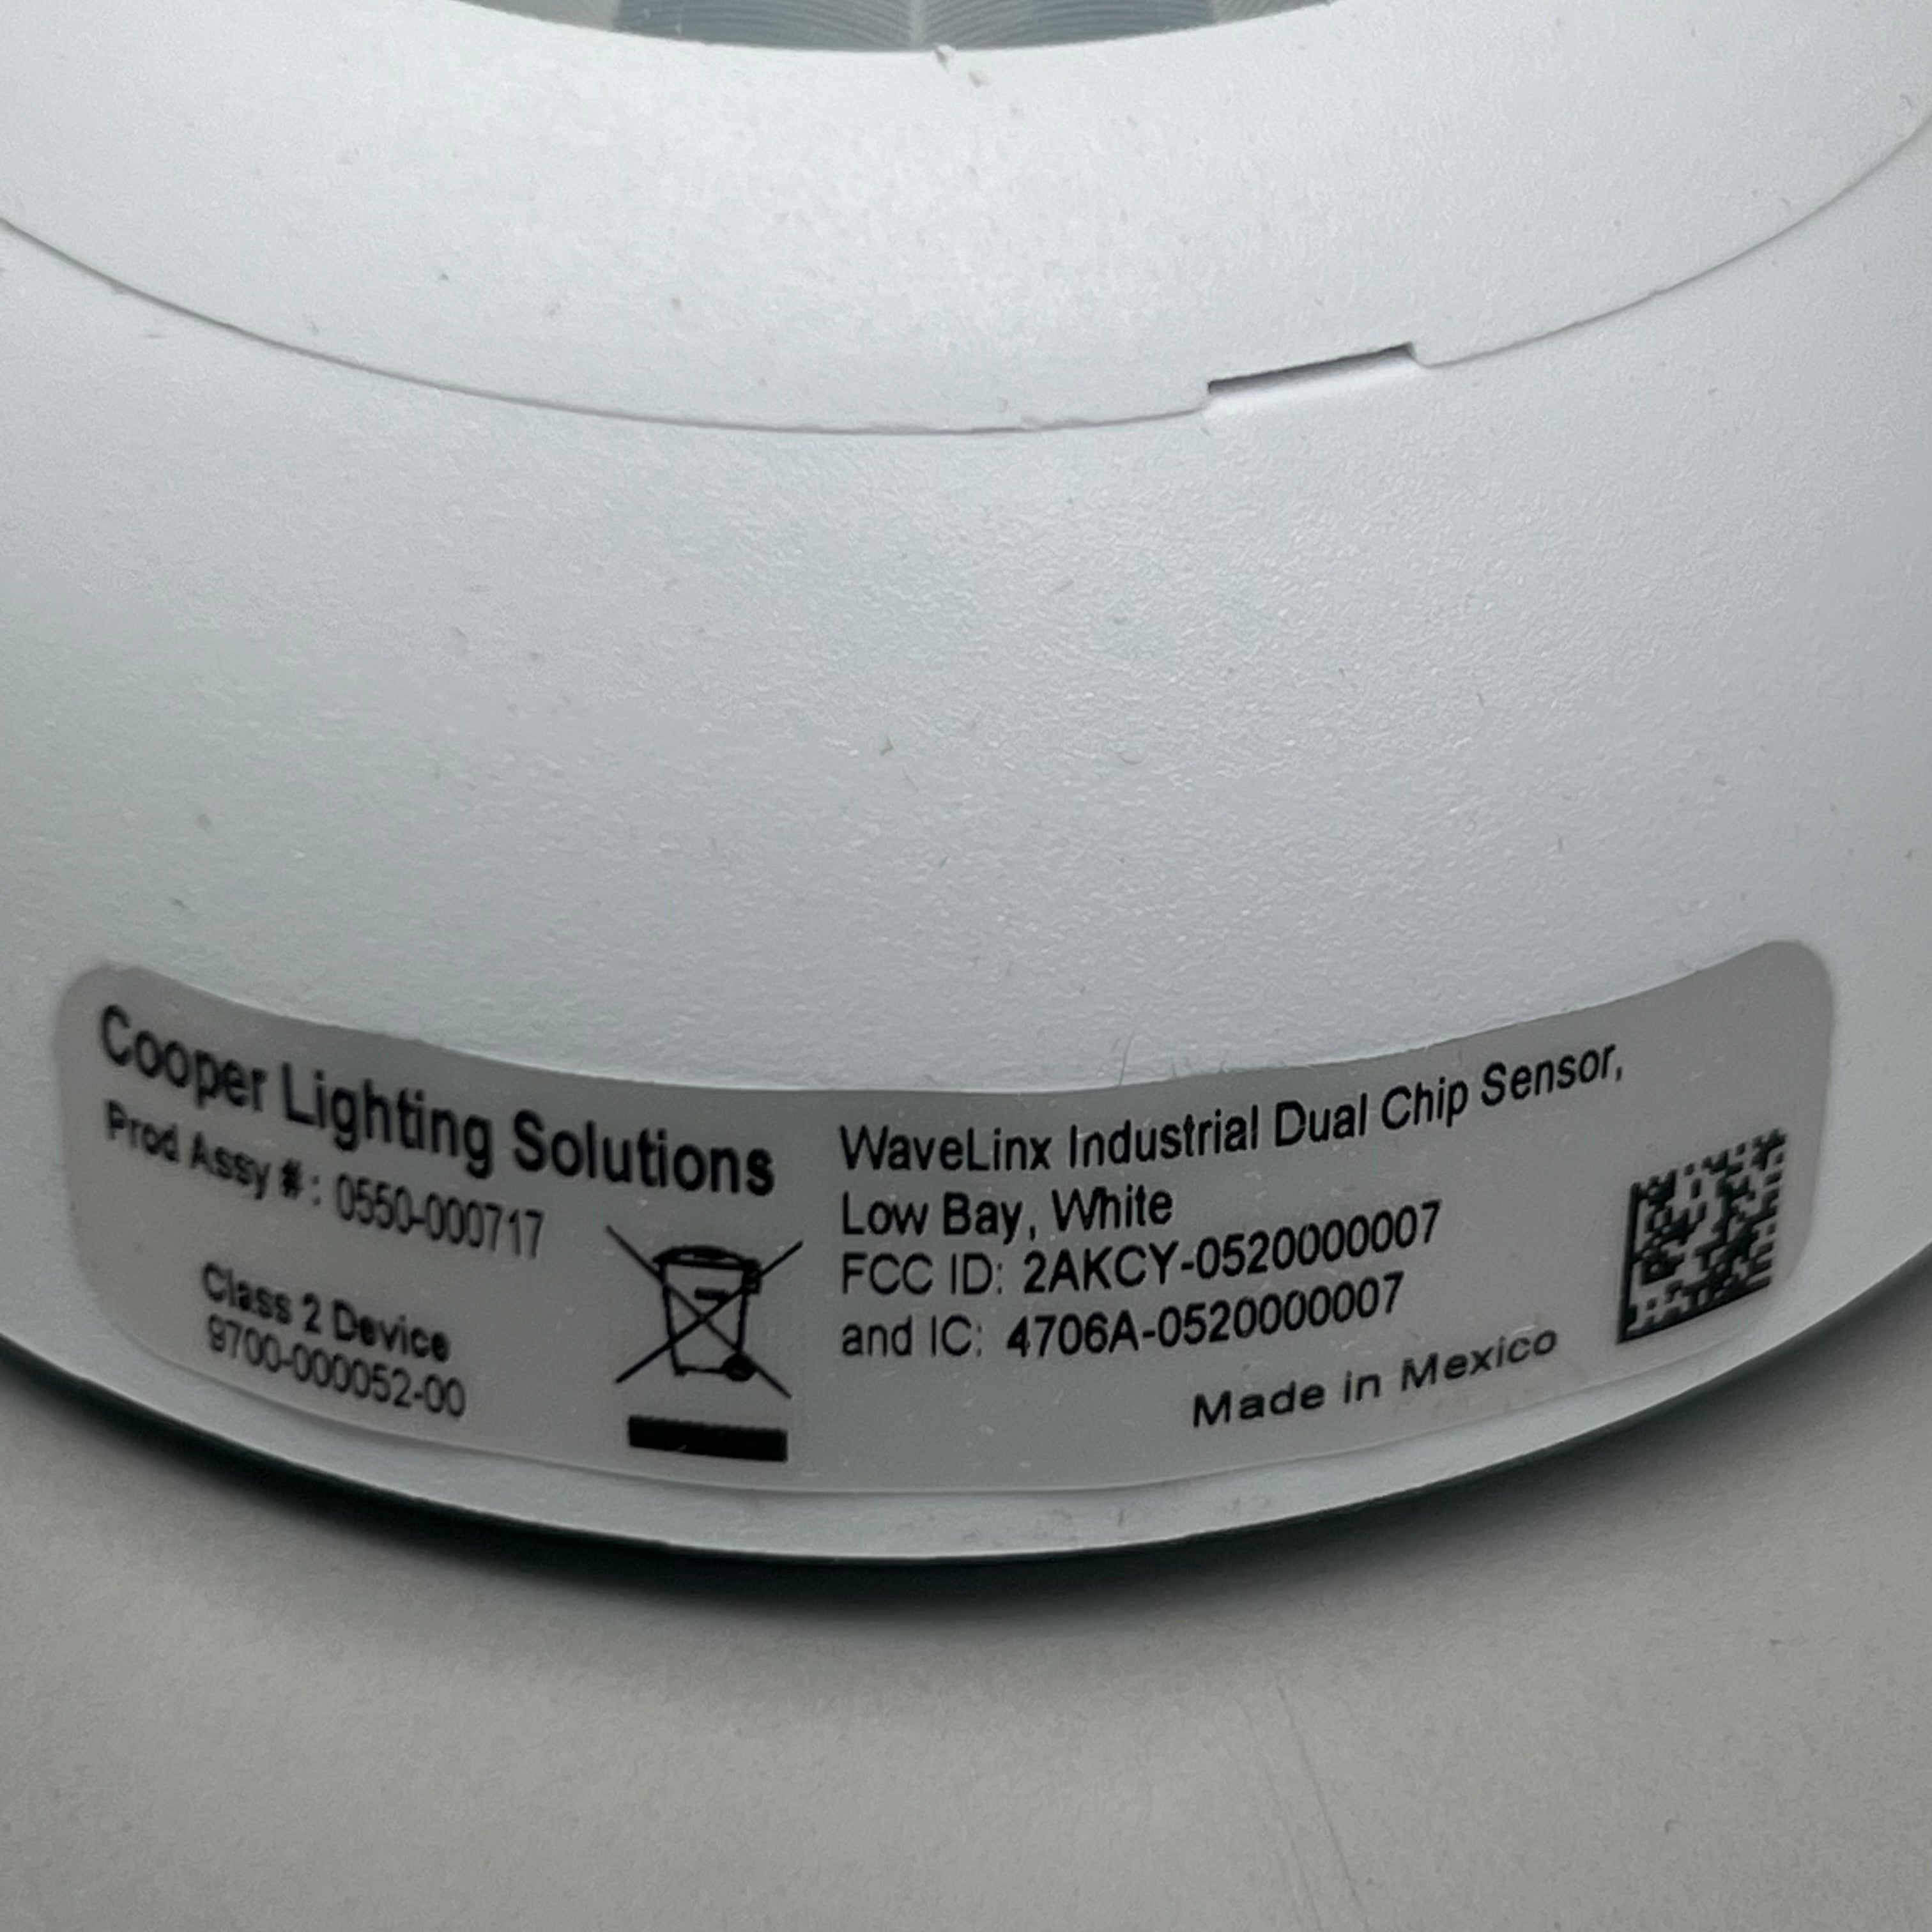 Cooper Lighting Solutions
Prod Assy #: 0550-000717
Class 2 Device
9700-000052-00
WaveLinx Industrial Dual Chip Sensor,
Low Bay, White
FCC ID: 2AKCY-0520000007
and IC: 4706A-0520000007
Made in Mexico